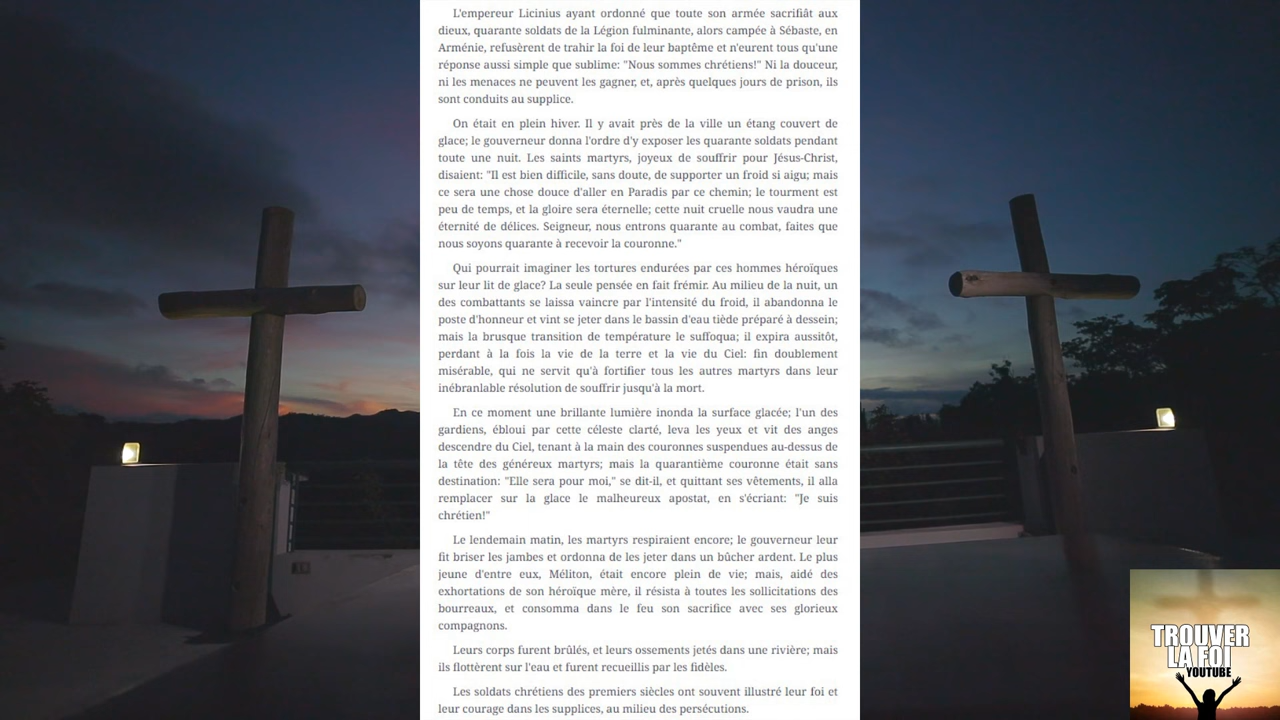 L'empereur Licinius ayant ordonné que toute son armée sacrifiât aux
dieux, quarante soldats de la Légion fulminante, alors campée à Sébaste, en
Arménie, refusèrent de trahir la foi de leur baptême et n'eurent tous qu'une
réponse aussi simple que sublime: "Nous sommes chrétiens!" Ni la douceur,
ni les menaces ne peuvent les gagner, et, après quelques jours de prison, ils
sont conduits au supplice.
On était en plein hiver. Il y avait près de la ville un étang couvert de
glace; le gouverneur donna l'ordre d'y exposer les quarante soldats pendant
toute une nuit. Les saints martyrs, joyeux de souffrir pour Jésus-Christ,
disaient: "Il est bien difficile, sans doute, de supporter un froid si aigu; mais
ce sera une chose douce d'aller en Paradis par ce chemin; le tourment est
peu de temps, et la gloire sera éternelle; cette nuit cruelle nous vaudra une
éternité de délices. Seigneur, nous entrons quarante au combat, faites que
nous soyons quarante à recevoir la couronne."
Qui pourrait imaginer les tortures endurées par ces hommes héroïques
sur leur lit de glace? La seule pensée en fait frémir. Au milieu de la nuit, un
des combattants se laissa vaincre par l'intensité du froid, il abandonna le
poste d'honneur et vint se jeter dans le bassin d'eau tiède préparé à dessein;
mais la brusque transition de température le suffoqua; il expira aussitôt,
perdant à la fois la vie de la terre et la vie du Ciel: fin doublement
misérable, qui ne servit qu'à fortifier tous les autres martyrs dans leur
inébranlable résolution de souffrir jusqu'à la mort.
En ce moment une brillante lumière inonda la surface glacée; l'un des
gardiens, ébloui par cette céleste clarté, leva les yeux et vit des anges
descendre du Ciel, tenant à la main des couronnes suspendues au-dessus de
la tête des généreux martyrs; mais la quarantième couronne était sans
destination: "Elle sera pour moi," se dit-il, et quittant ses vêtements, il alla
remplacer sur la glace le malheureux apostat, en s'écriant: "Je suis
chrétien!"
Le lendemain matin, les martyrs respiraient encore; le gouverneur leur
fit briser les jambes et ordonna de les jeter dans un bûcher ardent. Le plus
jeune d'entre eux, Méliton, était encore plein de vie; mais, aidé des
exhortations de son héroïque mère, il résista à toutes les sollicitations des
bourreaux, et consomma dans le feu son sacrifice avec ses glorieux
compagnons.
Leurs corps furent brûlés, et leurs ossements jetés dans une rivière; mais
ils flottèrent sur l'eau et furent recueillis par les fidèles.
Les soldats chrétiens des premiers siècles ont souvent illustré leur foi et
leur courage dans les supplices, au milieu des persécutions.
TROUVER
LA FOI
YOUTUBE